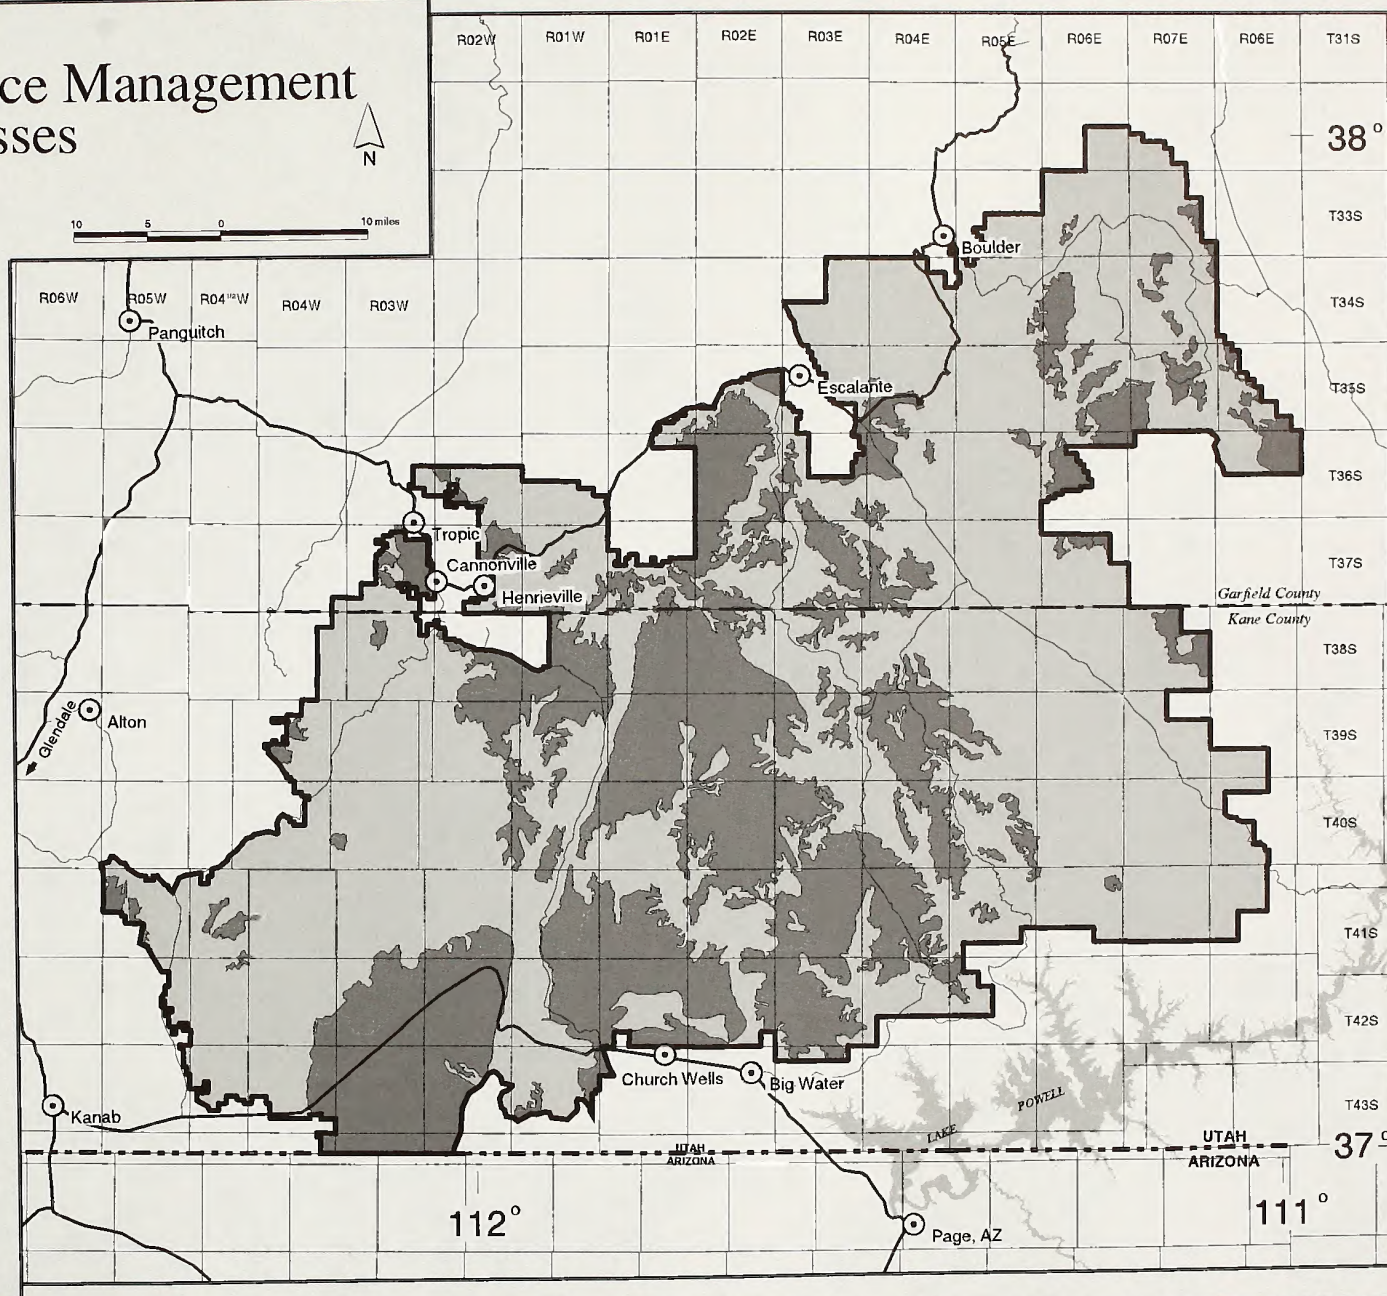 ce Management
sses
N
10 5 0 10 miles
R02W R01W R01E R02E R03E R04E R05E R06E R07E R06E T31S
38°
T33S
Boulder
R06W R05W R04 1/2 W R04W R03W
T34S
Panguitch
Escalante
T35S
T36S
Tropic
Cannonville
T37S
Henrieville
Garfield County
Kane County
T38S
Glendale
Alton
T39S
T40S
T41S
T42S
Church Wells
Big Water
Kanab
LAKE POWELL
T43S
UTAH
ARIZONA
UTAH
ARIZONA
37°
112°
111°
Page, AZ